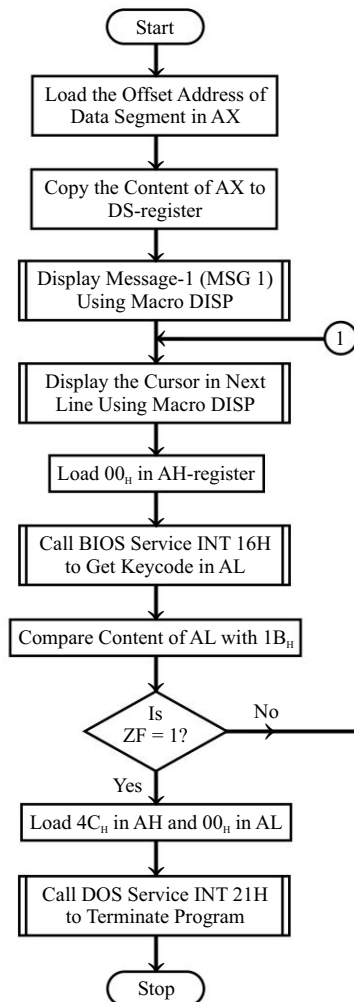 Start
Load the Offset Address of
Data Segment in AX
Copy the Content of AX to
DS-register
Display Message-1 (MSG 1)
Using Macro DISP
1
Display the Cursor in Next
Line Using Macro DISP
Load 00H in AH-register
Call BIOS Service INT 16H
to Get Keycode in AL
Compare Content of AL with 1BH
Is
ZF = 1?
No
Yes
Load 4CH in AH and 00H in AL
Call DOS Service INT 21H
to Terminate Program
Stop